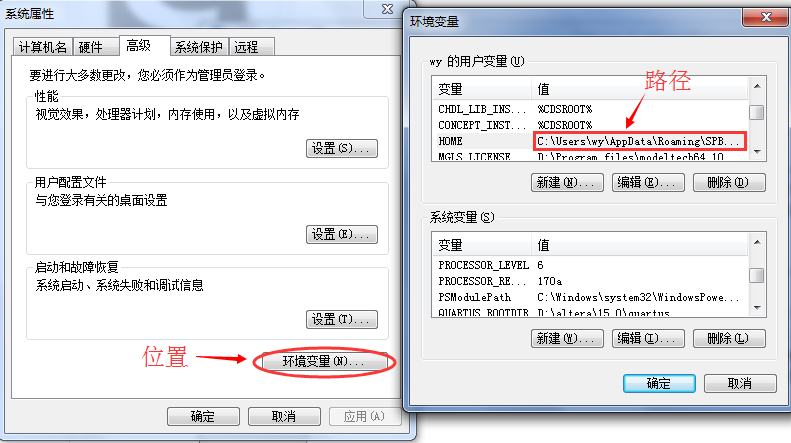 系统属性
计算机名 硬件 高级 系统保护 远程
要进行大多数更改，您必须作为管理员登录。
性能
视觉效果，处理器计划，内存使用，以及虚拟内存
设置(S)...
用户配置文件
与您登录有关的桌面设置
设置(E)...
启动和故障恢复
系统启动、系统失败和调试信息
设置(T)...
位置
环境变量(N)...
确定 取消 应用(A)
环境变量
wy 的用户变量(U)
路径
变量 值
CHDL_LIB_INS... %CDSROOT%
CONCEPT_INST... %CDSROOT%
HOME C:\Users\wy\AppData\Roaming\SPB...
MGLS_LICENSE D:\Program files\modeltech64_10
新建(N)... 编辑(E)... 删除(D)
系统变量(S)
变量 值
PROCESSOR_LEVEL 6
PROCESSOR_RE... 170a
PSModulePath C:\Windows\system32\WindowsPowe...
QUARTUS_ROOTDIR D:\altera\15.0\quartus
新建(W)... 编辑(I)... 删除(L)
确定 取消